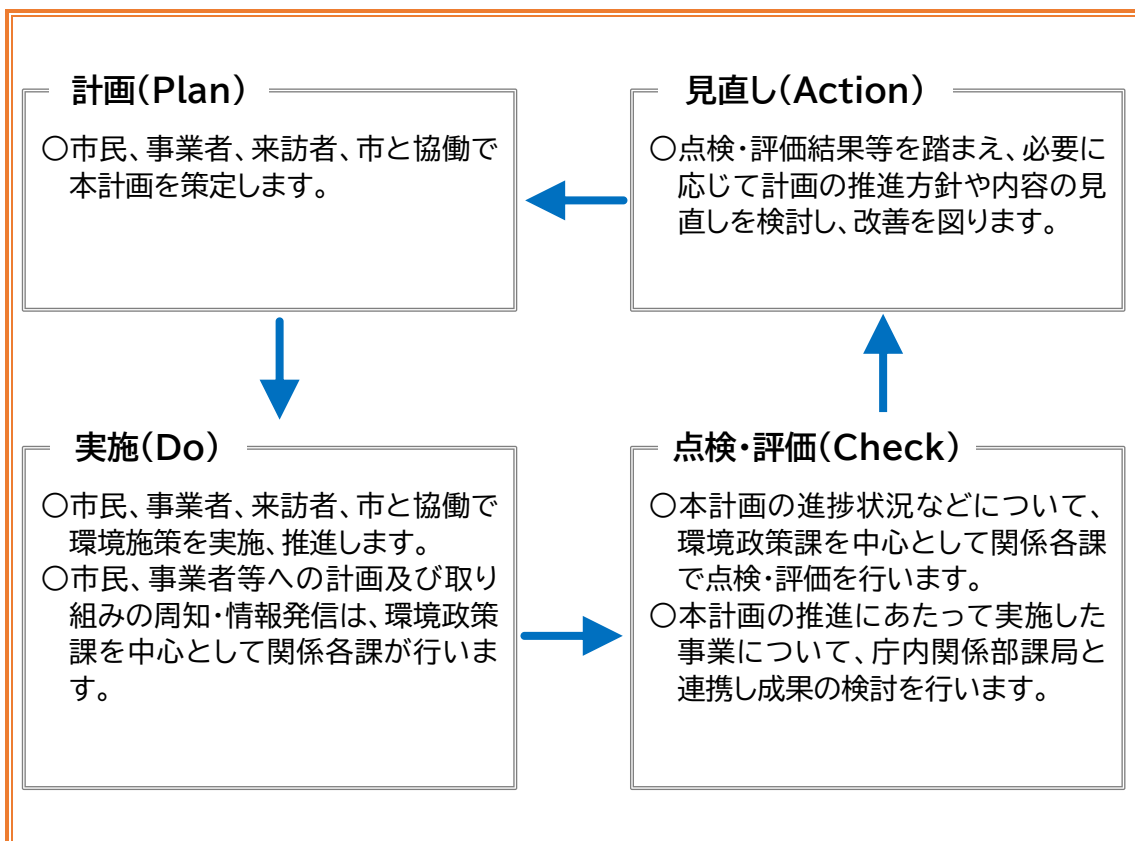 計画(Plan)
○市民、事業者、来訪者、市と協働で
本計画を策定します。
見直し(Action)
○点検・評価結果等を踏まえ、必要に
応じて計画の推進方針や内容の見
直しを検討し、改善を図ります。
実施(Do)
○市民、事業者、来訪者、市と協働で
環境施策を実施、推進します。
○市民、事業者等への計画及び取り
組みの周知・情報発信は、環境政策
課を中心として関係各課が行いま
す。
点検・評価(Check)
○本計画の進捗状況などについて、
環境政策課を中心として関係各課
で点検・評価を行います。
○本計画の推進にあたって実施した
事業について、庁内関係部課局と
連携し成果の検討を行います。